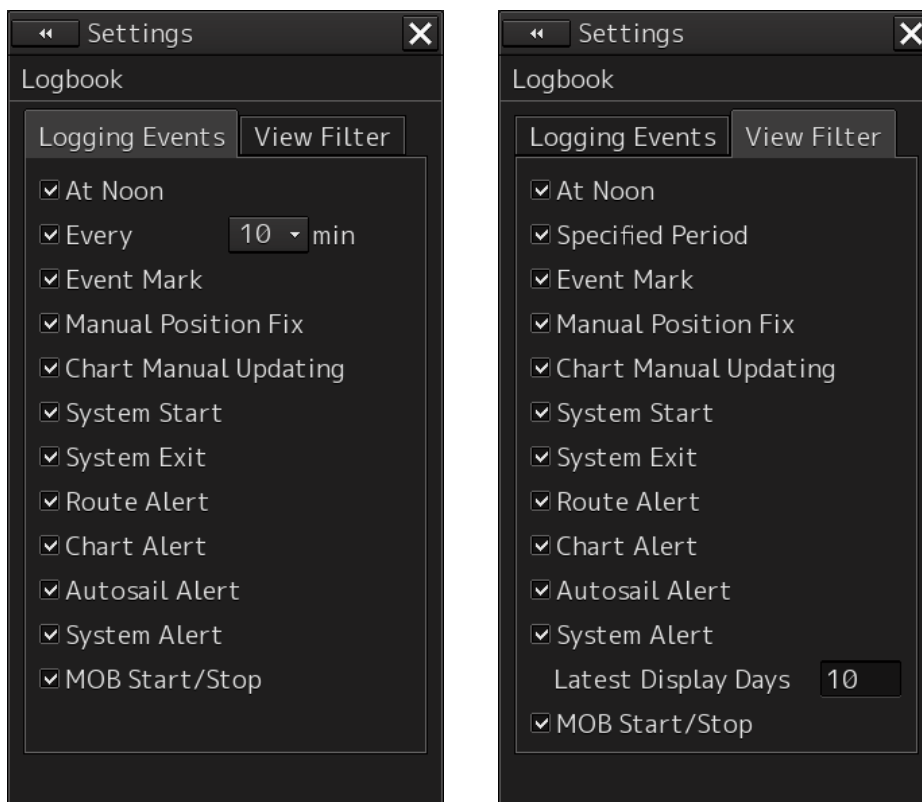 Settings
Logbook
Logging Events View Filter
At Noon
Every 10 min
Event Mark
Manual Position Fix
Chart Manual Updating
System Start
System Exit
Route Alert
Chart Alert
Autosail Alert
System Alert
MOB Start/Stop
Settings
Logbook
Logging Events View Filter
At Noon
Specified Period
Event Mark
Manual Position Fix
Chart Manual Updating
System Start
System Exit
Route Alert
Chart Alert
Autosail Alert
System Alert
Latest Display Days 10
MOB Start/Stop